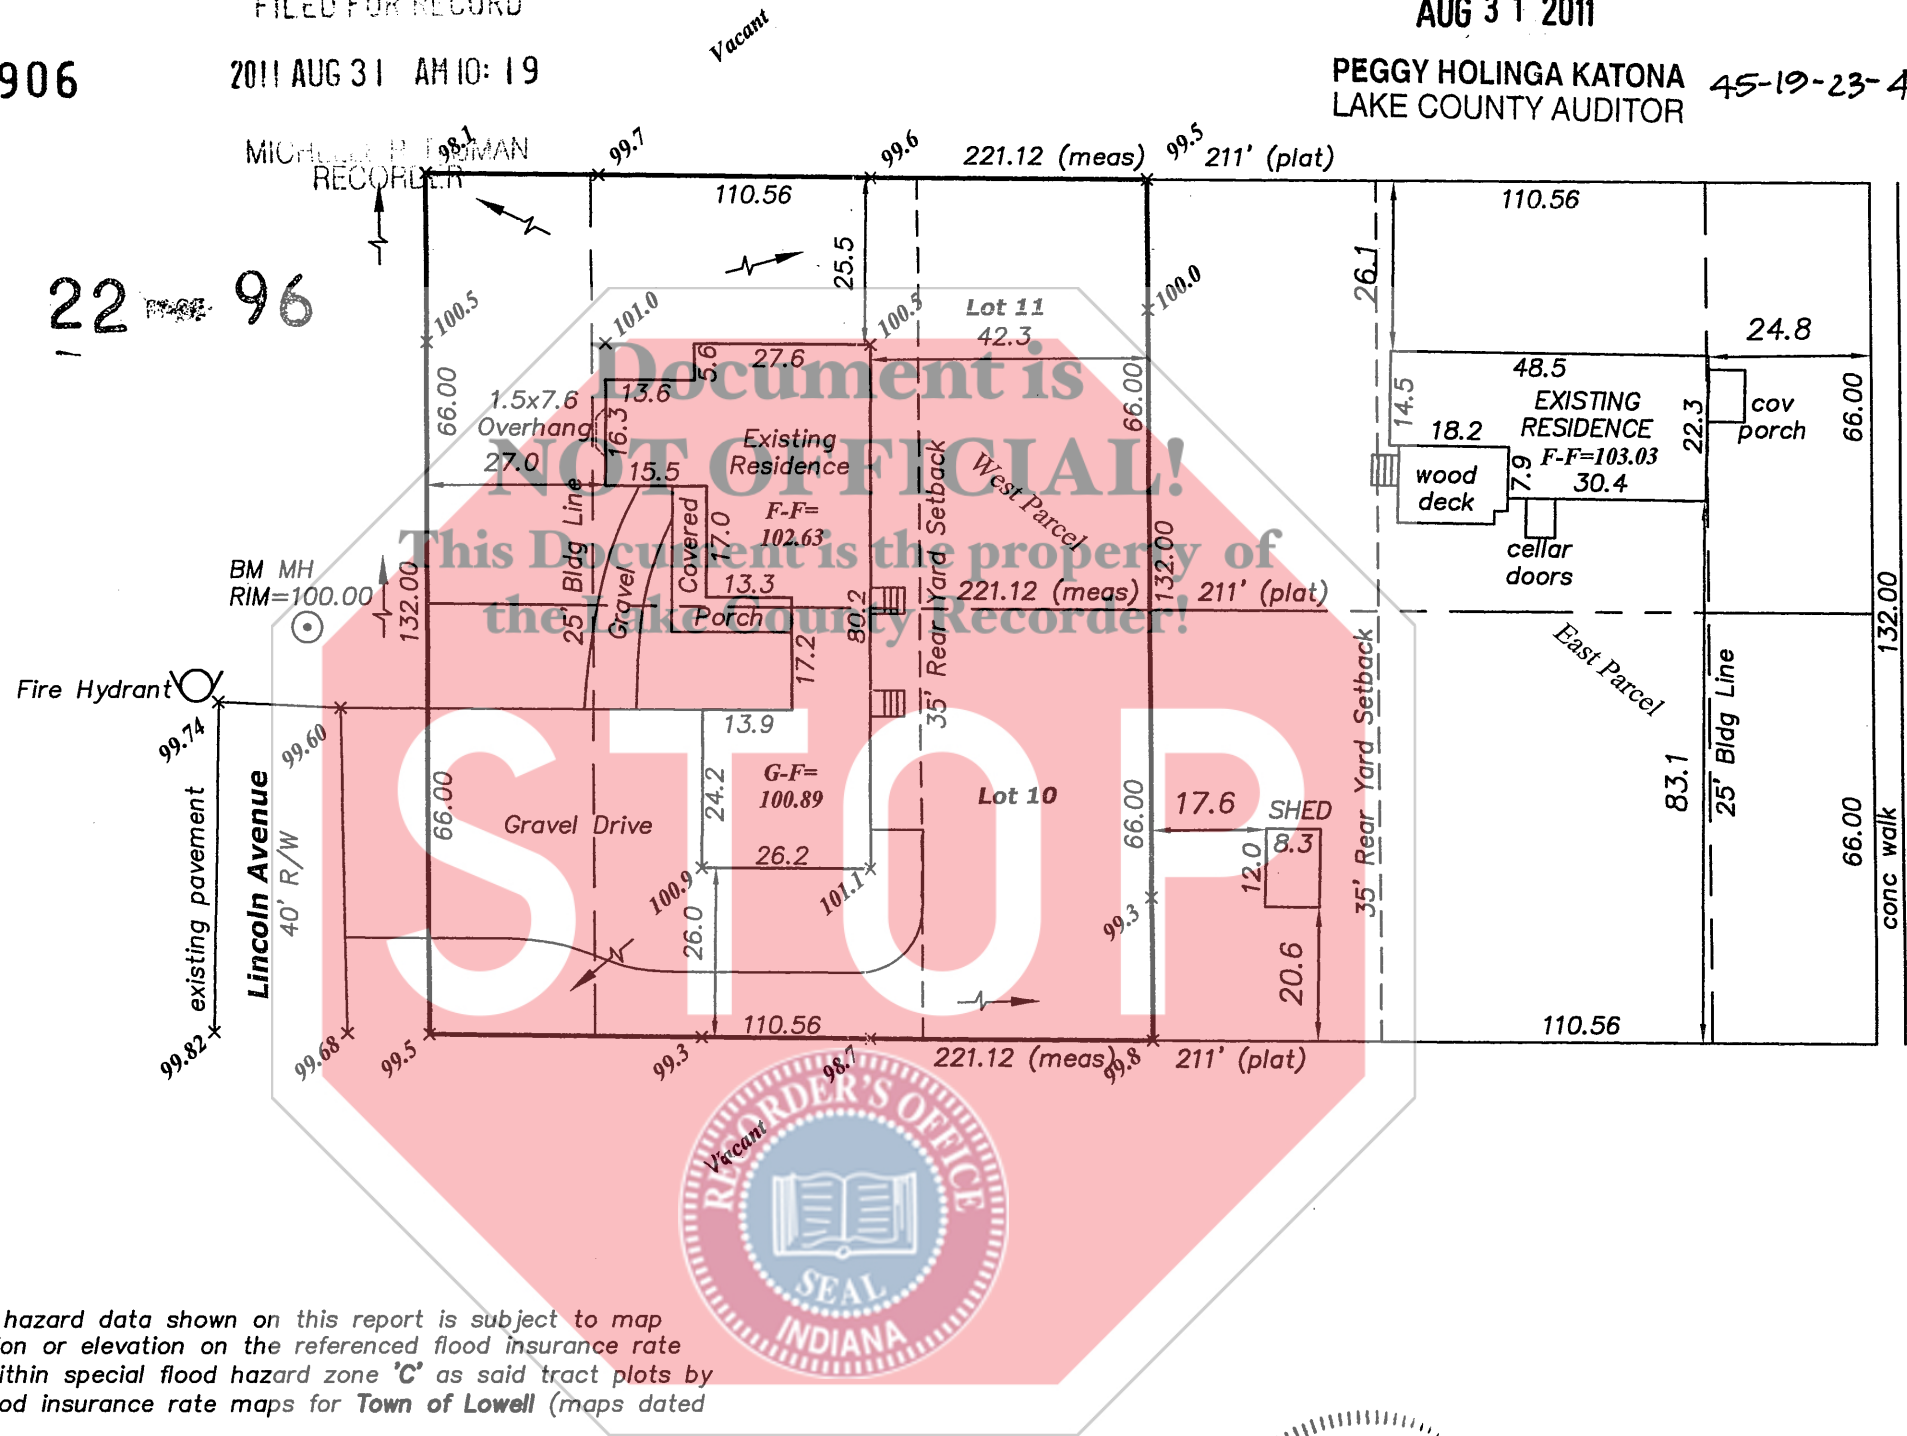 FILED FOR RECORD
2011 AUG 31 AM 10: 19
906
MICHELLE R. FAJMAN
RECORDER
22 PAGE 96
Vacant
AUG 31 2011
PEGGY HOLINGA KATONA
LAKE COUNTY AUDITOR
45-19-23-4
98.1
99.7
99.6
221.12 (meas)
99.5
211' (plat)
110.56
110.56
25.5
26.1
100.5
101.0
100.5
Lot 11
42.3
100.0
24.8
5.6
27.6
48.5
66.00
1.5x7.6
Overhang
13.6
16.3
Existing
Residence
66.00
14.5
EXISTING
RESIDENCE
F-F=103.03
30.4
22.3
cov
porch
66.00
27.0
15.5
F-F=
102.63
West Parcel
18.2
wood
deck
7.9
cellar
doors
Document is
NOT OFFICIAL!
This Document is the property of
the Lake County Recorder!
STOP
25' Bldg Line
Gravel
Covered
Porch
17.0
13.3
35' Rear Yard Setback
BM MH
RIM=100.00
132.00
80.2
221.12 (meas)
132.00
211' (plat)
132.00
17.2
East Parcel
35' Rear Yard Setback
25' Bldg Line
Fire Hydrant
99.74
99.60
13.9
existing pavement
Lincoln Avenue
40' R/W
66.00
Gravel Drive
24.2
G-F=
100.89
Lot 10
66.00
17.6
SHED
8.3
12.0
83.1
66.00
conc walk
26.2
100.9
101.1
26.0
99.3
20.6
110.56
110.56
99.82
99.68
99.5
99.3
98.7
221.12 (meas)
99.8
211' (plat)
Vacant
RECORDER'S OFFICE
SEAL
INDIANA
hazard data shown on this report is subject to map
ion or elevation on the referenced flood insurance rate
ithin special flood hazard zone 'C' as said tract plots by
od insurance rate maps for Town of Lowell (maps dated